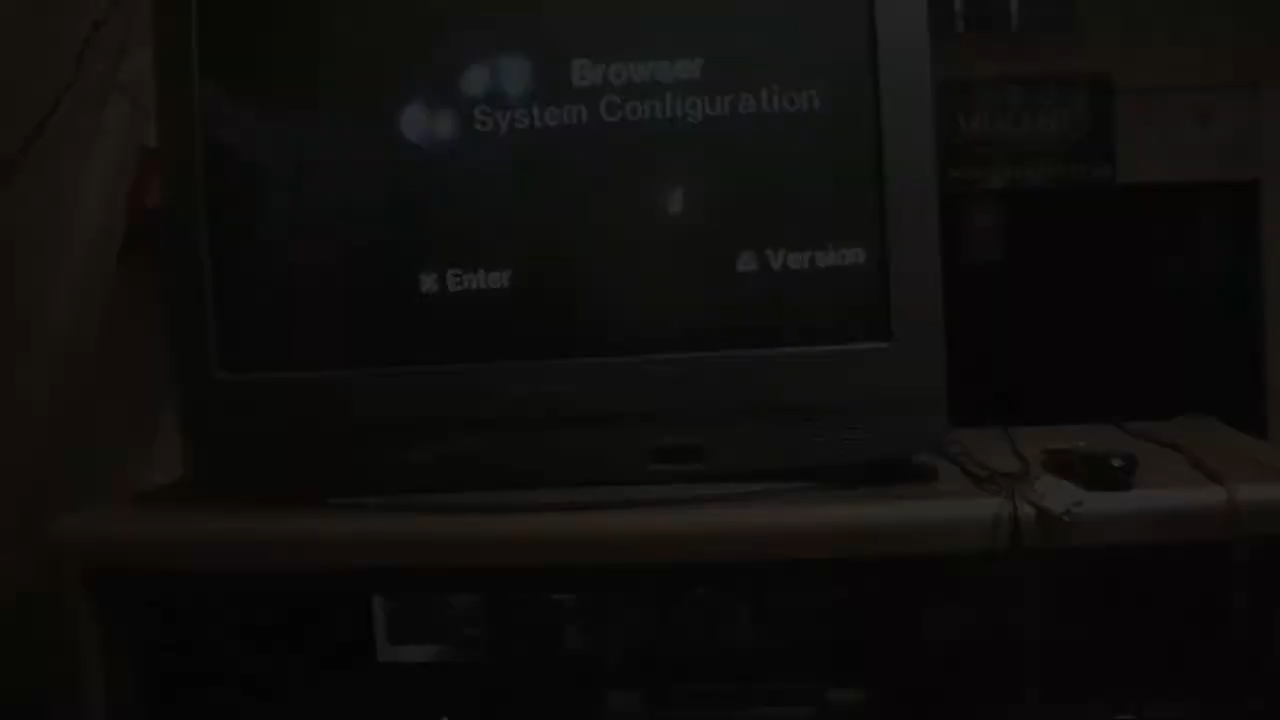 Browser
System Configuration
✖ Enter
▲ Version